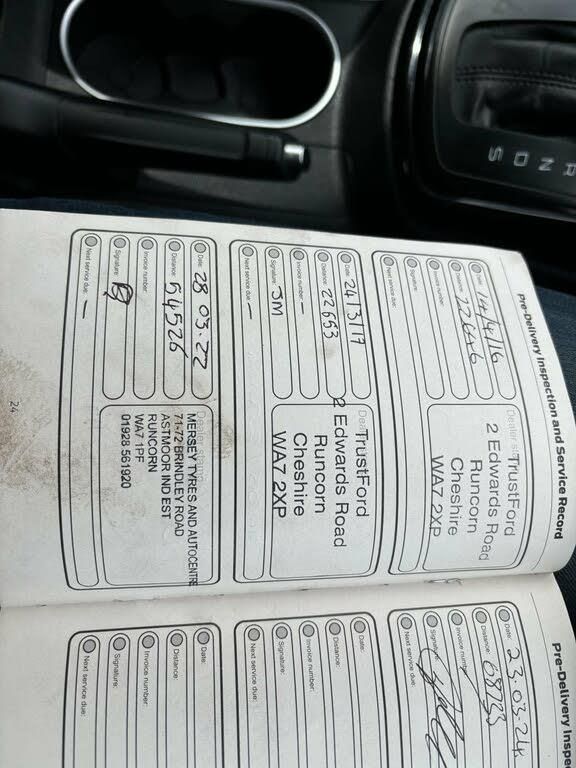 S D N R
Pre-Delivery Inspection and Service Record
Date: 14/4/16
Distance:
Invoice number:
Signature:
Next service due:
Dealer stamp
TrustFord
2 Edwards Road
Runcorn
Cheshire
WA7 2XP
Date: 24/3/17
Distance: 22663
Invoice number: —
Signature: JM
Next service due: —
TrustFord
2 Edwards Road
Runcorn
Cheshire
WA7 2XP
Date: 28 03.22
Distance: 54526
Invoice number:
Signature:
Next service due: —
Dealer stamp
MERSEY TYRES AND AUTOCENTRE
71-72 BRINDLEY ROAD
ASTMOOR IND EST
RUNCORN
WA7 1PF
01928 561920
24
Pre-Delivery Inspec
Date: 23.03.24
Distance:
Invoice number:
Signature:
Next service due:
Date:
Distance:
Invoice number:
Signature:
Next service due:
Date:
Distance:
Invoice number:
Signature:
Next service due: